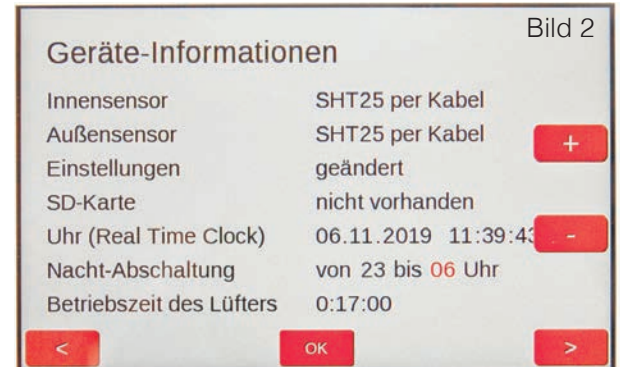 Bild 2
Geräte-Informationen
Innensensor SHT25 per Kabel
Außensensor SHT25 per Kabel
+
Einstellungen geändert
SD-Karte nicht vorhanden
Uhr (Real Time Clock) 06.11.2019 11:39:43
-
Nacht-Abschaltung von 23 bis 06 Uhr
Betriebszeit des Lüfters 0:17:00
< OK >